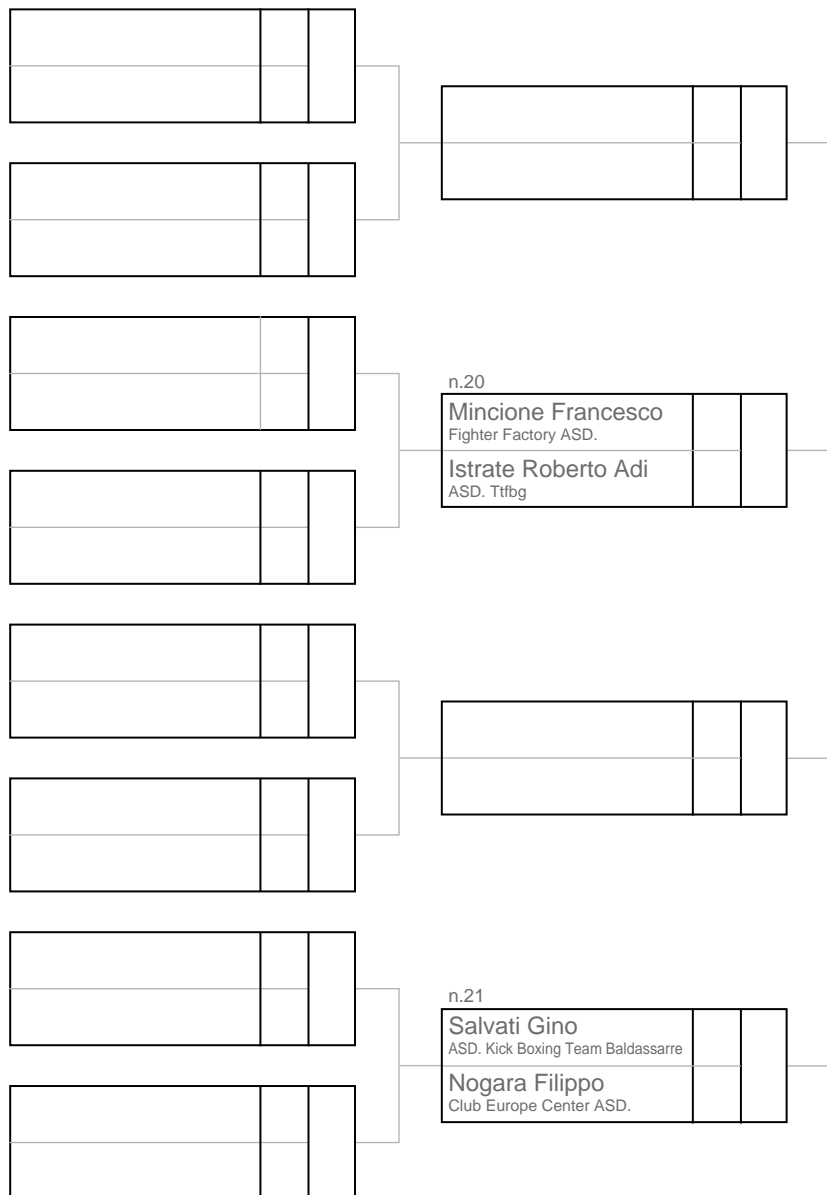 n.20
Mincione Francesco
Fighter Factory ASD.
Istrate Roberto Adi
ASD. Ttfbg
n.21
Salvati Gino
ASD. Kick Boxing Team Baldassarre
Nogara Filippo
Club Europe Center ASD.